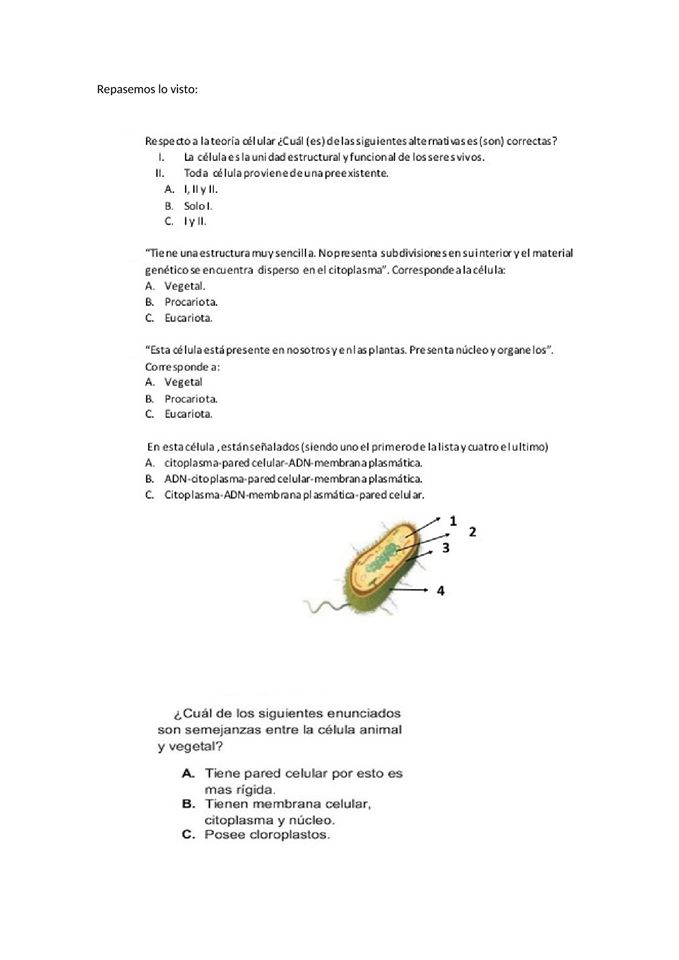 Repasemos lo visto:
Respecto a la teoría célular ¿Cuál (es) de las siguientes alternativas es (son) correctas?
I. La célula es la unidad estructural y funcional de los seres vivos.
II. Toda célula proviene de una preexistente.
A. I, II y II.
B. Solo I.
C. I y II.
“Tiene una estructura muy sencilla. No presenta subdivisiones en su interior y el material
genético se encuentra disperso en el citoplasma”. Corresponde a la célula:
A. Vegetal.
B. Procariota.
C. Eucariota.
“Esta célula está presente en nosotros y en las plantas. Presenta núcleo y organelos”.
Corresponde a:
A. Vegetal
B. Procariota.
C. Eucariota.
En esta célula , están señalados (siendo uno el primero de la lista y cuatro el ultimo)
A. citoplasma-pared celular-ADN-membrana plasmática.
B. ADN-citoplasma-pared celular-membrana plasmática.
C. Citoplasma-ADN-membrana plasmática-pared celular.
1
2
3
4
¿Cuál de los siguientes enunciados
son semejanzas entre la célula animal
y vegetal?
A. Tiene pared celular por esto es
mas rígida.
B. Tienen membrana celular,
citoplasma y núcleo.
C. Posee cloroplastos.